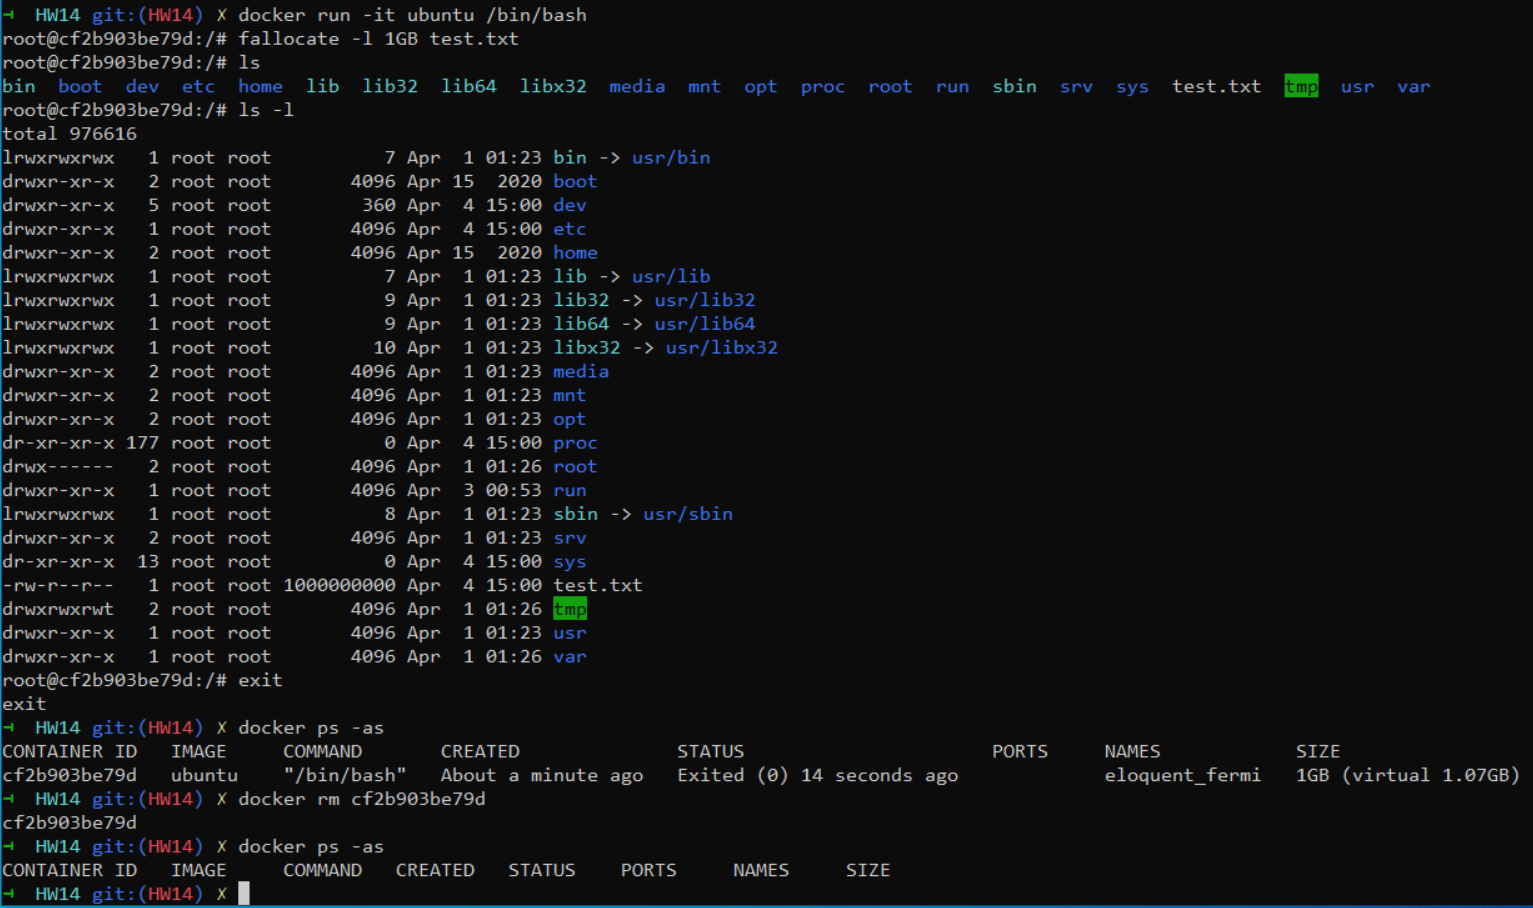 → HW14 git:(HW14) ✗ docker run -it ubuntu /bin/bash
root@cf2b903be79d:/# fallocate -l 1GB test.txt
root@cf2b903be79d:/# ls
bin boot dev etc home lib lib32 lib64 libx32 media mnt opt proc root run sbin srv sys test.txt tmp usr var
root@cf2b903be79d:/# ls -l
total 976616
lrwxrwxrwx 1 root root 7 Apr 1 01:23 bin -> usr/bin
drwxr-xr-x 2 root root 4096 Apr 15 2020 boot
drwxr-xr-x 5 root root 360 Apr 4 15:00 dev
drwxr-xr-x 1 root root 4096 Apr 4 15:00 etc
drwxr-xr-x 2 root root 4096 Apr 15 2020 home
lrwxrwxrwx 1 root root 7 Apr 1 01:23 lib -> usr/lib
lrwxrwxrwx 1 root root 9 Apr 1 01:23 lib32 -> usr/lib32
lrwxrwxrwx 1 root root 9 Apr 1 01:23 lib64 -> usr/lib64
lrwxrwxrwx 1 root root 10 Apr 1 01:23 libx32 -> usr/libx32
drwxr-xr-x 2 root root 4096 Apr 1 01:23 media
drwxr-xr-x 2 root root 4096 Apr 1 01:23 mnt
drwxr-xr-x 2 root root 4096 Apr 1 01:23 opt
dr-xr-xr-x 177 root root 0 Apr 4 15:00 proc
drwx------ 2 root root 4096 Apr 1 01:26 root
drwxr-xr-x 1 root root 4096 Apr 3 00:53 run
lrwxrwxrwx 1 root root 8 Apr 1 01:23 sbin -> usr/sbin
drwxr-xr-x 2 root root 4096 Apr 1 01:23 srv
dr-xr-xr-x 13 root root 0 Apr 4 15:00 sys
-rw-r--r-- 1 root root 1000000000 Apr 4 15:00 test.txt
drwxrwxrwt 2 root root 4096 Apr 1 01:26 tmp
drwxr-xr-x 1 root root 4096 Apr 1 01:23 usr
drwxr-xr-x 1 root root 4096 Apr 1 01:26 var
root@cf2b903be79d:/# exit
exit
→ HW14 git:(HW14) ✗ docker ps -as
CONTAINER ID IMAGE COMMAND CREATED STATUS PORTS NAMES SIZE
cf2b903be79d ubuntu "/bin/bash" About a minute ago Exited (0) 14 seconds ago eloquent_fermi 1GB (virtual 1.07GB)
→ HW14 git:(HW14) ✗ docker rm cf2b903be79d
cf2b903be79d
→ HW14 git:(HW14) ✗ docker ps -as
CONTAINER ID IMAGE COMMAND CREATED STATUS PORTS NAMES SIZE
→ HW14 git:(HW14) ✗